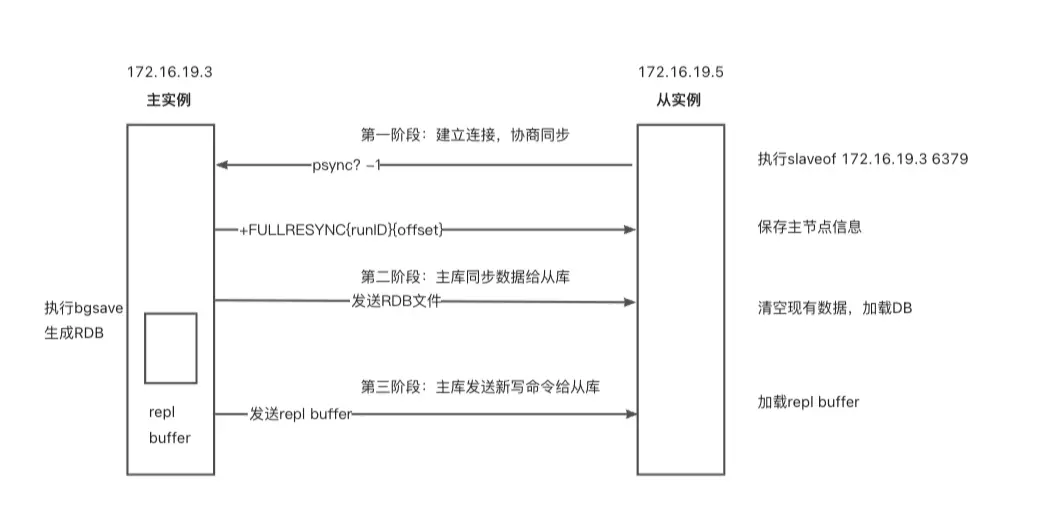 172.16.19.3
主实例
172.16.19.5
从实例
第一阶段：建立连接，协商同步
psync? -1
执行slaveof 172.16.19.3 6379
+FULLRESYNC{runID}{offset}
保存主节点信息
第二阶段：主库同步数据给从库
发送RDB文件
执行bgsave
生成RDB
清空现有数据，加载DB
第三阶段：主库发送新写命令给从库
repl
buffer
发送repl buffer
加载repl buffer